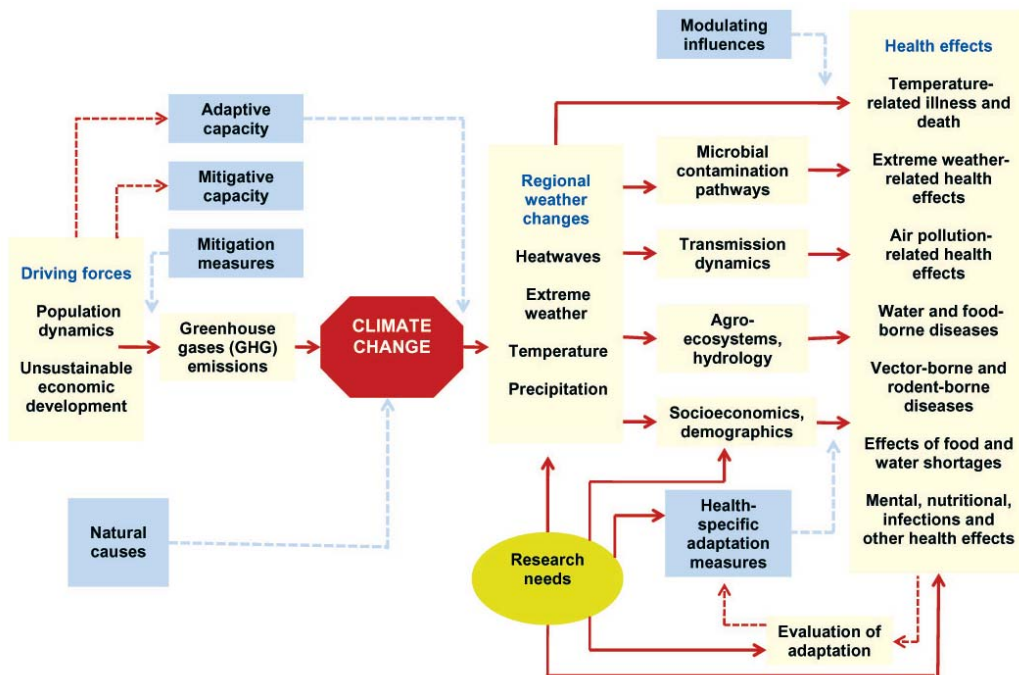 Modulating
influences
Health effects
Temperature-
related illness and
death
Extreme weather-
related health
effects
Air pollution-
related health
effects
Water and food-
borne diseases
Vector-borne and
rodent-borne
diseases
Effects of food and
water shortages
Mental, nutritional,
infections and
other health effects
Adaptive
capacity
Mitigative
capacity
Mitigation
measures
Driving forces
Population
dynamics
Unsustainable
economic
development
Greenhouse
gases (GHG)
emissions
CLIMATE
CHANGE
Natural
causes
Regional
weather
changes
Heatwaves
Extreme
weather
Temperature
Precipitation
Microbial
contamination
pathways
Transmission
dynamics
Agro-
ecosystems,
hydrology
Socioeconomics,
demographics
Health-
specific
adaptation
measures
Research
needs
Evaluation of
adaptation